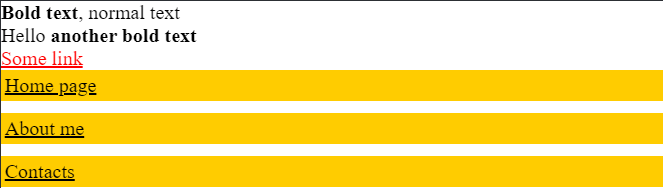 Bold text, normal text
Hello another bold text
Some link
Home page
About me
Contacts